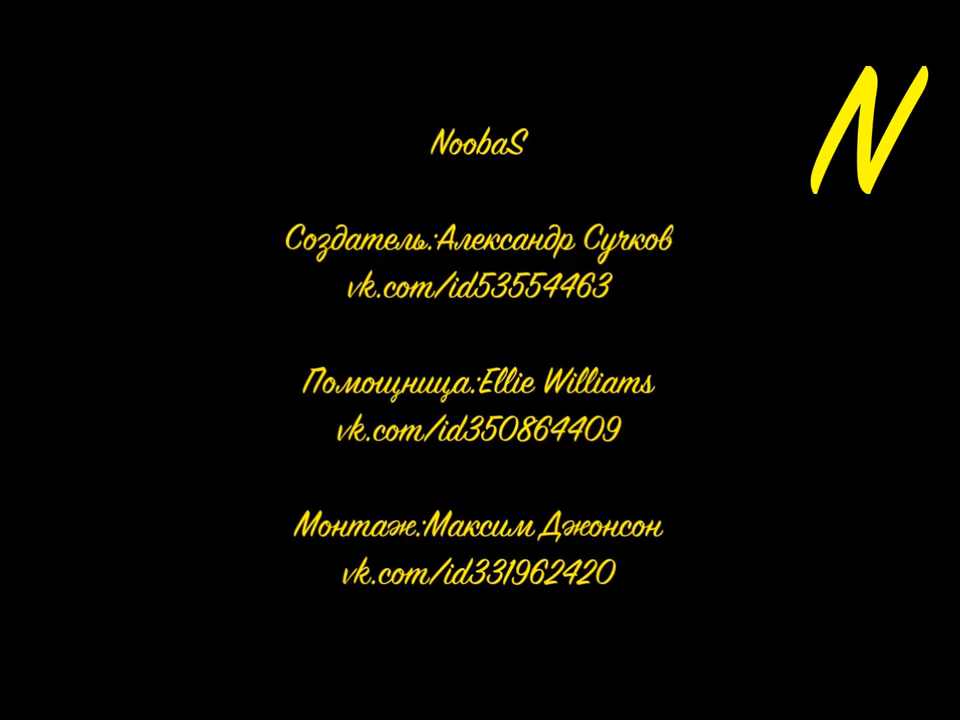 N
NoobaS
Создатель:Александр Сучков
vk.com/id53554463
Помощница:Ellie Williams
vk.com/id350864409
Монтаж:Максим Джонсон
vk.com/id331962420